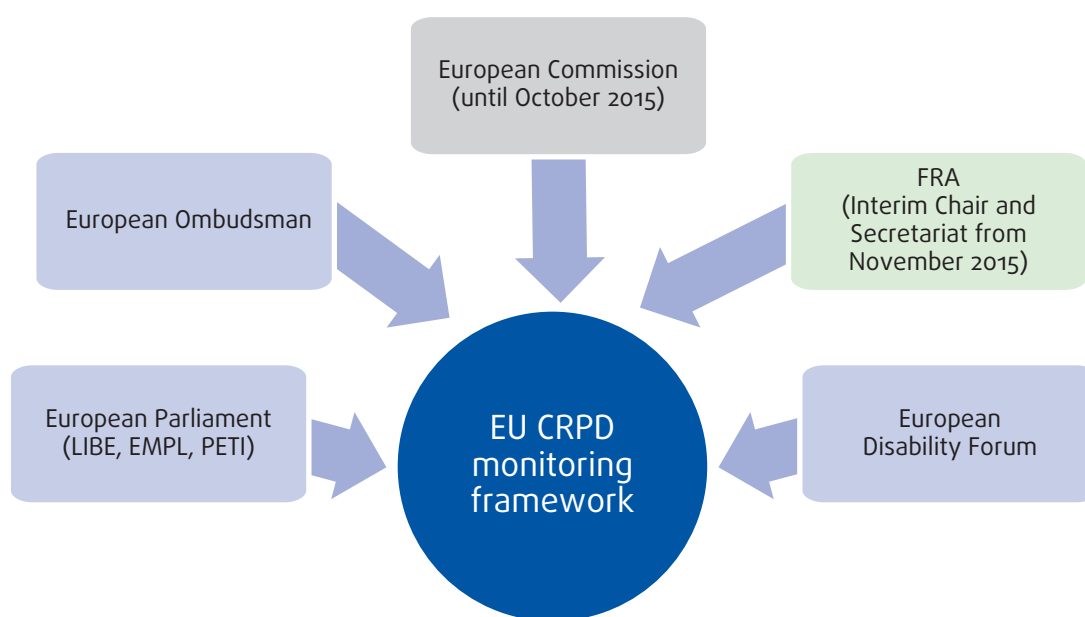 European Commission
(until October 2015)
European Ombudsman
FRA
(Interim Chair and
Secretariat from
November 2015)
European Parliament
(LIBE, EMPL, PETI)
EU CRPD
monitoring
framework
European
Disability Forum